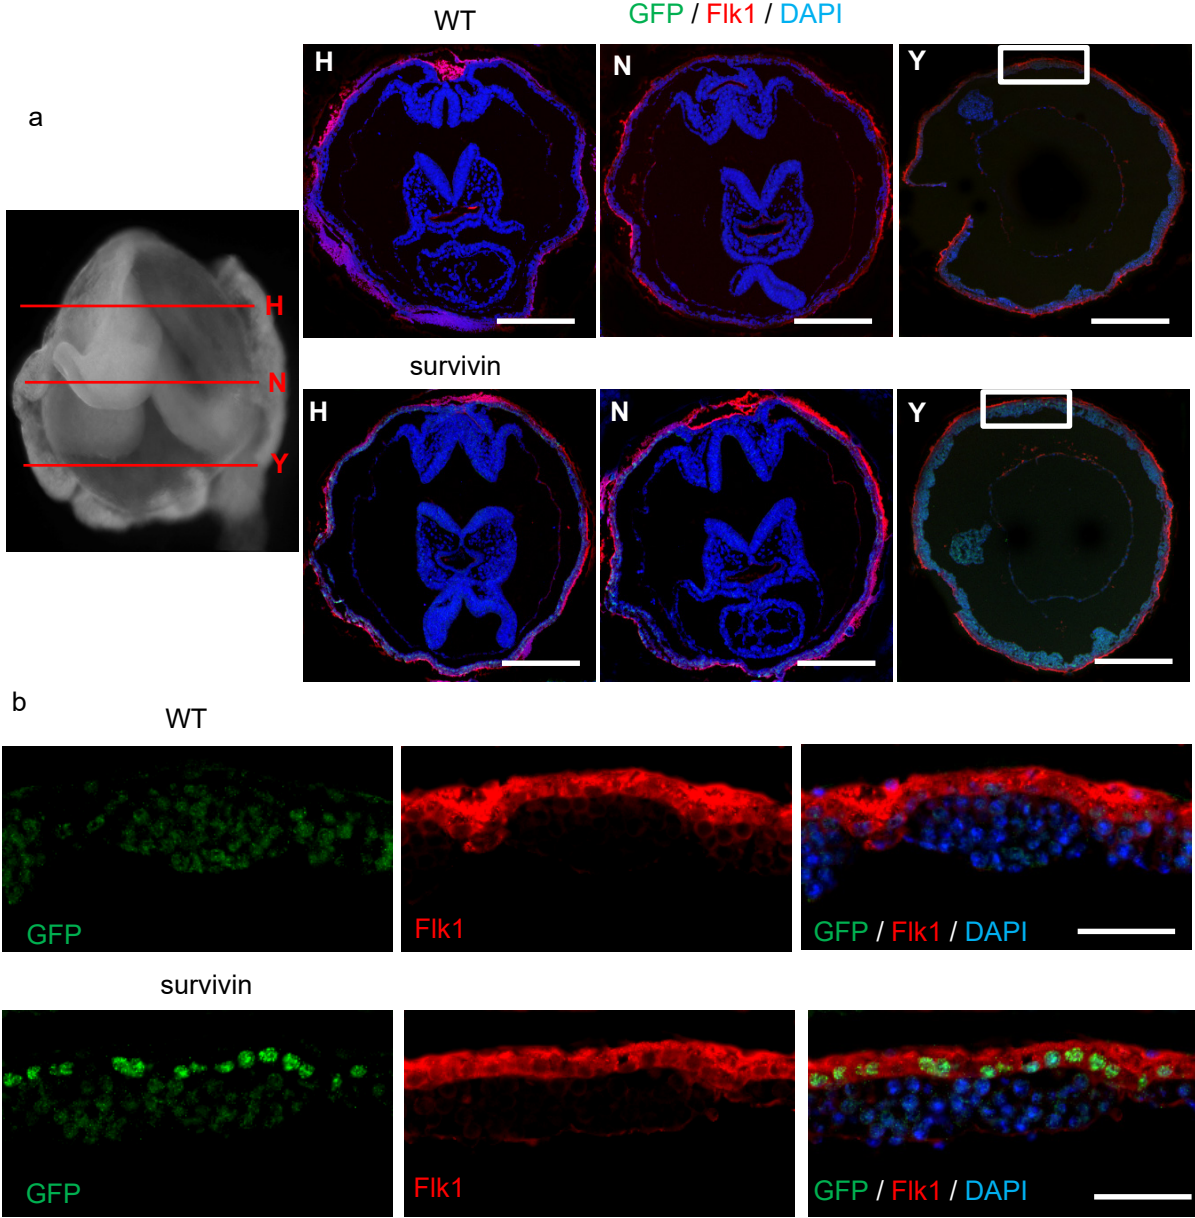 WT
GFP / Flk1 / DAPI
a
H
N
Y
H
N
Y
survivin
H
N
Y
b
WT
GFP
Flk1
GFP / Flk1 / DAPI
survivin
GFP
Flk1
GFP / Flk1 / DAPI